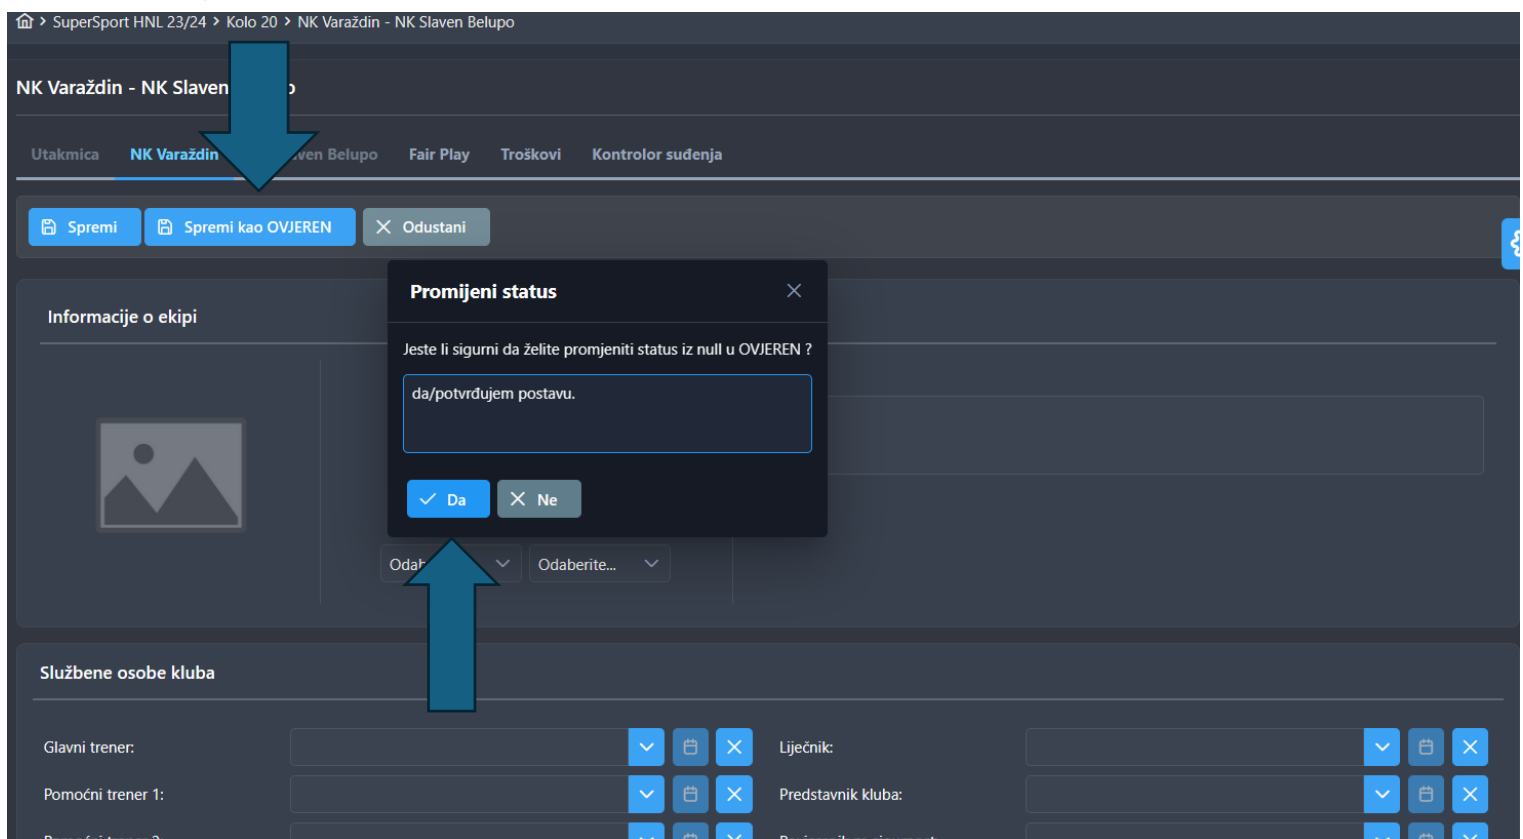 SuperSport HNL 23/24 > Kolo 20 > NK Varaždin - NK Slaven Belupo
NK Varaždin - NK Slaven
Utakmica NK Varaždin Belupo Fair Play Troškovi Kontrolor suđenja
Spremi Spremi kao OVJEREN Odustani
Promijeni status
Informacije o ekipi
Jeste li sigurni da želite promjeniti status iz null u OVJEREN ?
da/potvrđujem postavu.
Da Ne
Odaberite...
Službene osobe kluba
Glavni trener: Liječnik:
Pomoćni trener 1: Predstavnik kluba: